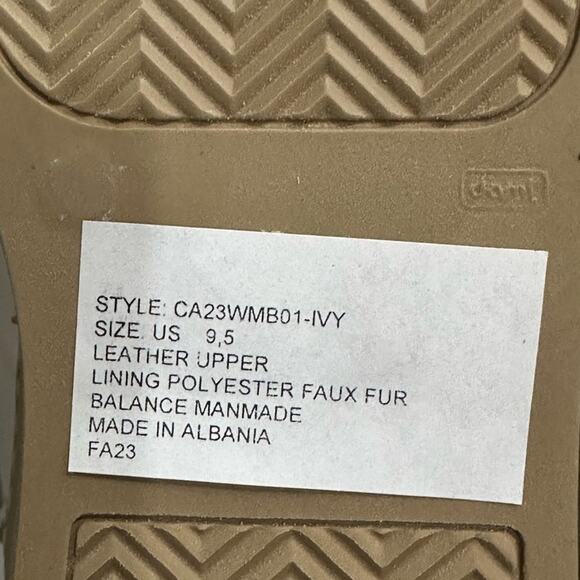 STYLE: CA23WMB01-IVY
SIZE. US 9,5
LEATHER UPPER
LINING POLYESTER FAUX FUR
BALANCE MANMADE
MADE IN ALBANIA
FA23